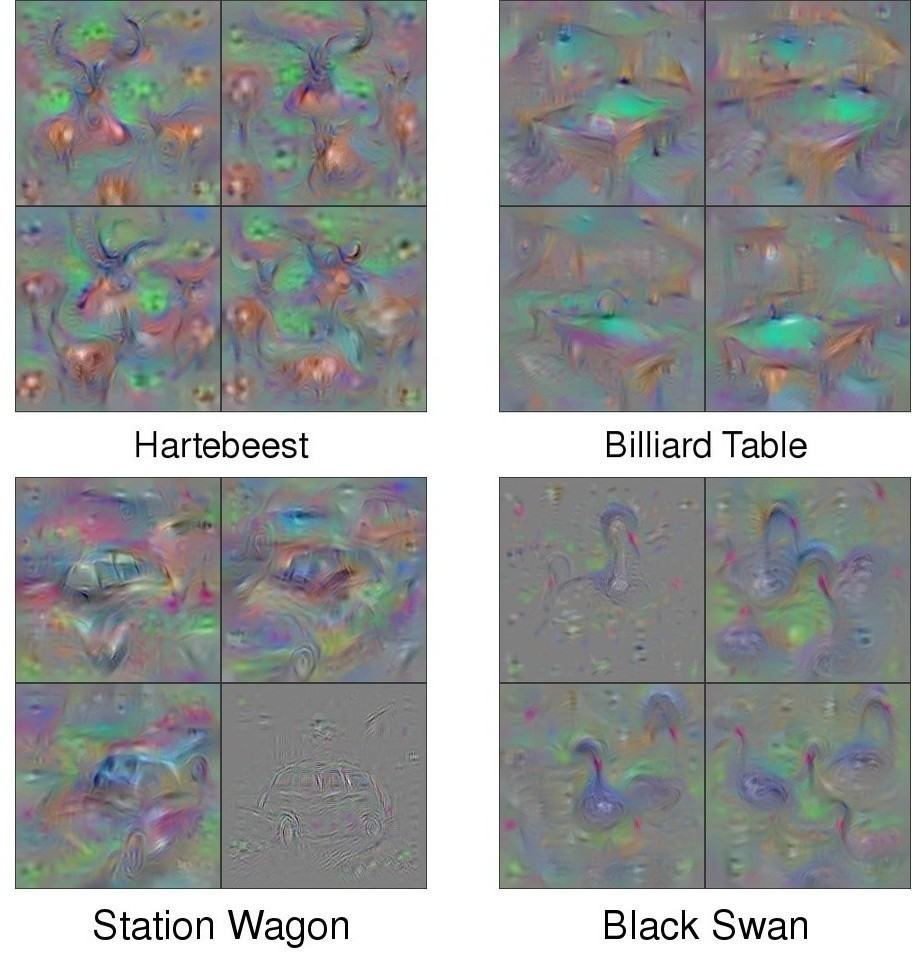 Hartebeest
Billiard Table
Station Wagon
Black Swan